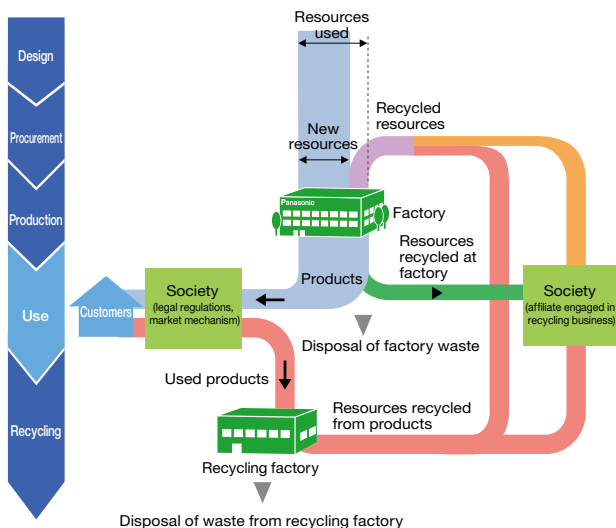 Resources
used
Design
Recycled
resources
New
resources
Procurement
Panasonic
Factory
Production
Resources
recycled at
factory
Products
Society
(legal regulations,
market mechanism)
Customers
Use
Society
(affiliate engaged in
recycling business)
Disposal of factory waste
Used products
Resources recycled
from products
Recycling
Recycling factory
Disposal of waste from recycling factory